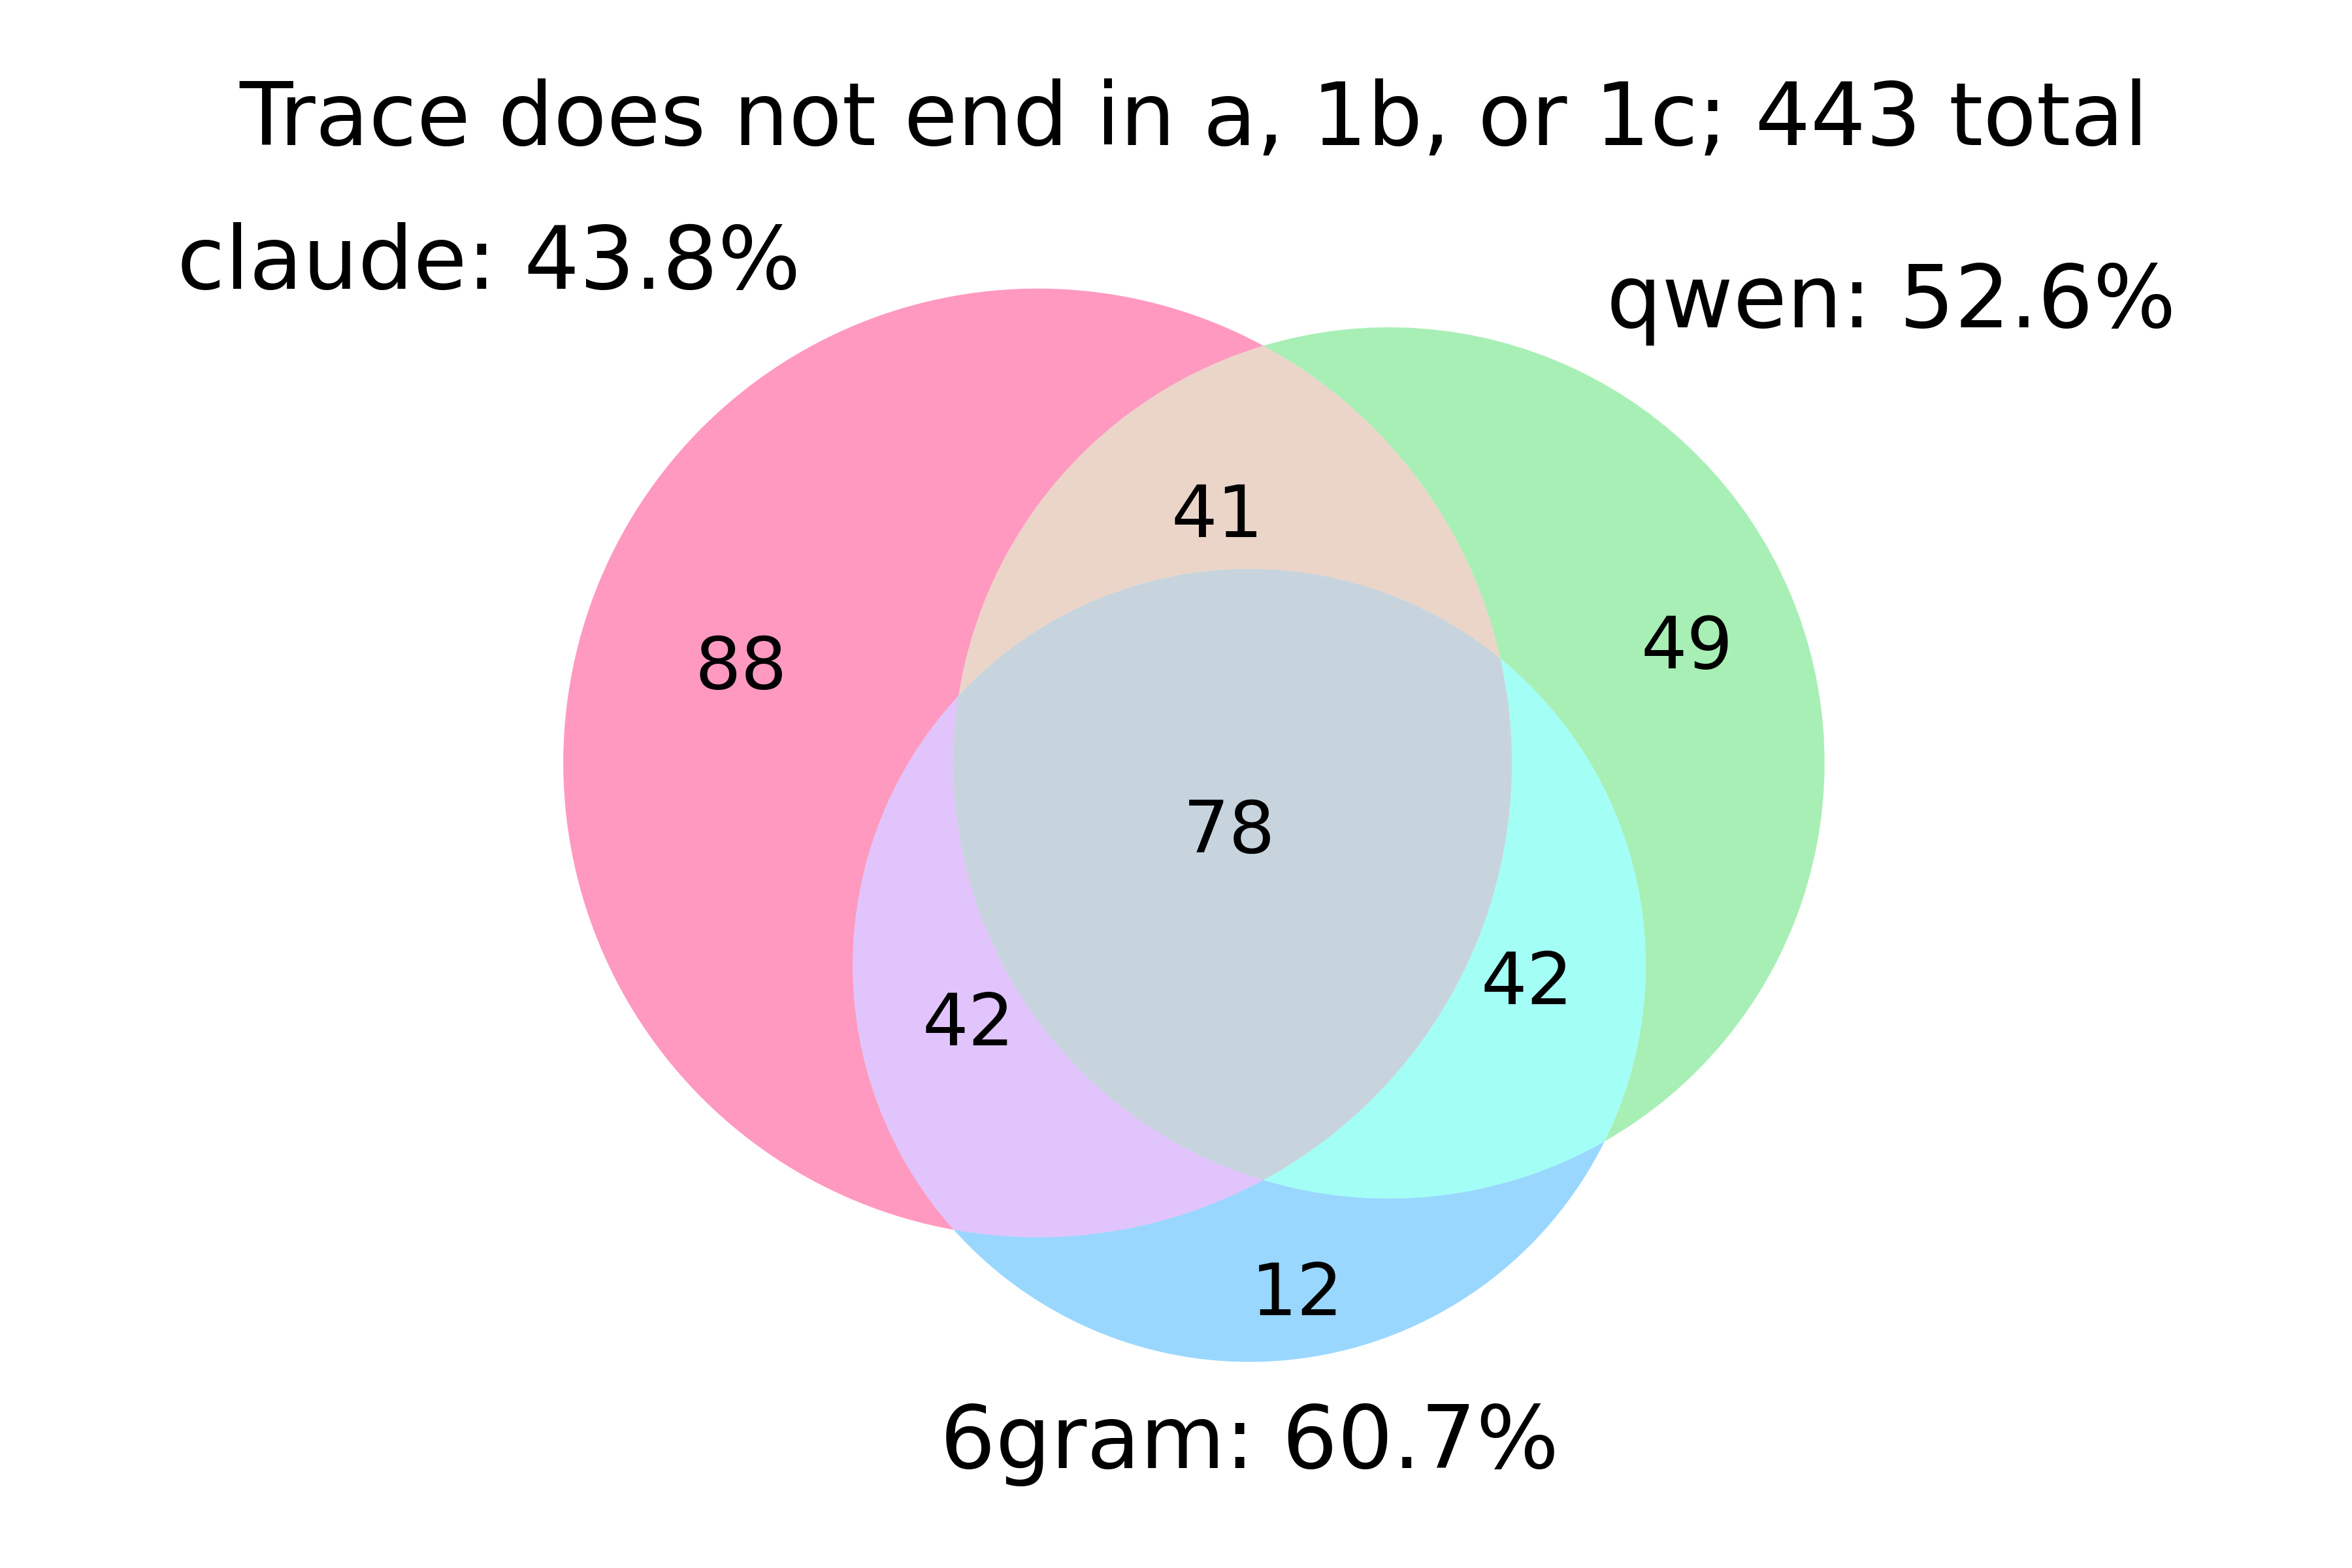 Trace does not end in a, 1b, or 1c; 443 total
claude: 43.8%
qwen: 52.6%
41
49
88
78
42
42
12
6gram: 60.7%